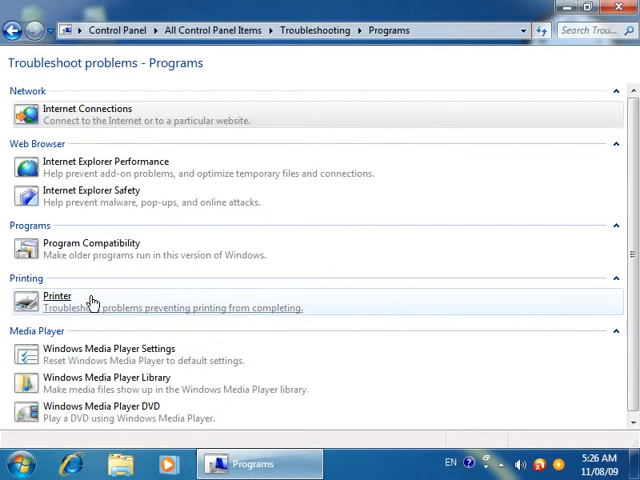 Control Panel
All Control Panel Items
Troubleshooting
Programs
Search Trou...
Troubleshoot problems - Programs
Network
Internet Connections
Connect to the Internet or to a particular website.
Web Browser
Internet Explorer Performance
Help prevent add-on problems, and optimize temporary files and connections.
Internet Explorer Safety
Help prevent malware, pop-ups, and online attacks.
Programs
Program Compatibility
Make older programs run in this version of Windows.
Printing
Printer
Troublesh problems preventing printing from completing.
Media Player
Windows Media Player Settings
Reset Windows Media Player to default settings.
Windows Media Player Library
Make media files show up in the Windows Media Player library.
Windows Media Player DVD
Play a DVD using Windows Media Player.
Programs
EN
5:26 AM
11/08/09